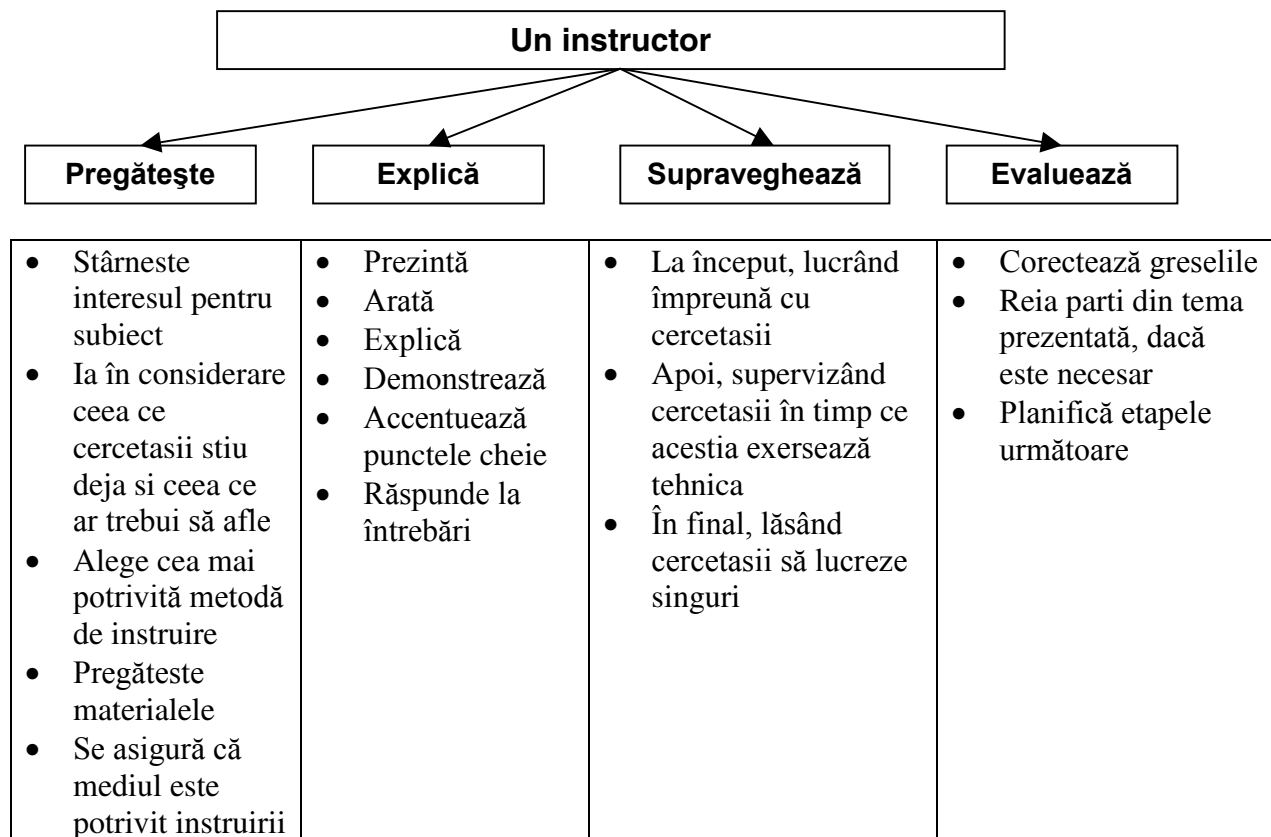 Un instructor
Pregăteşte
Explică
Supraveghează
Evaluează
• Stârneste
interesul pentru
subiect
• Ia în considerare
ceea ce
cercetasii stiu
deja si ceea ce
ar trebui să afle
• Alege cea mai
potrivită metodă
de instruire
• Pregăteste
materialele
• Se asigură că
mediul este
potrivit instruirii
• Prezintă
• Arată
• Explică
• Demonstrează
• Accentuează
punctele cheie
• Răspunde la
întrebări
• La început, lucrând
împreună cu
cercetasii
• Apoi, supervizând
cercetasii în timp ce
acestia exersează
tehnica
• În final, lăsând
cercetasii să lucreze
singuri
• Corectează greselile
• Reia parti din tema
prezentată, dacă
este necesar
• Planifică etapele
următoare